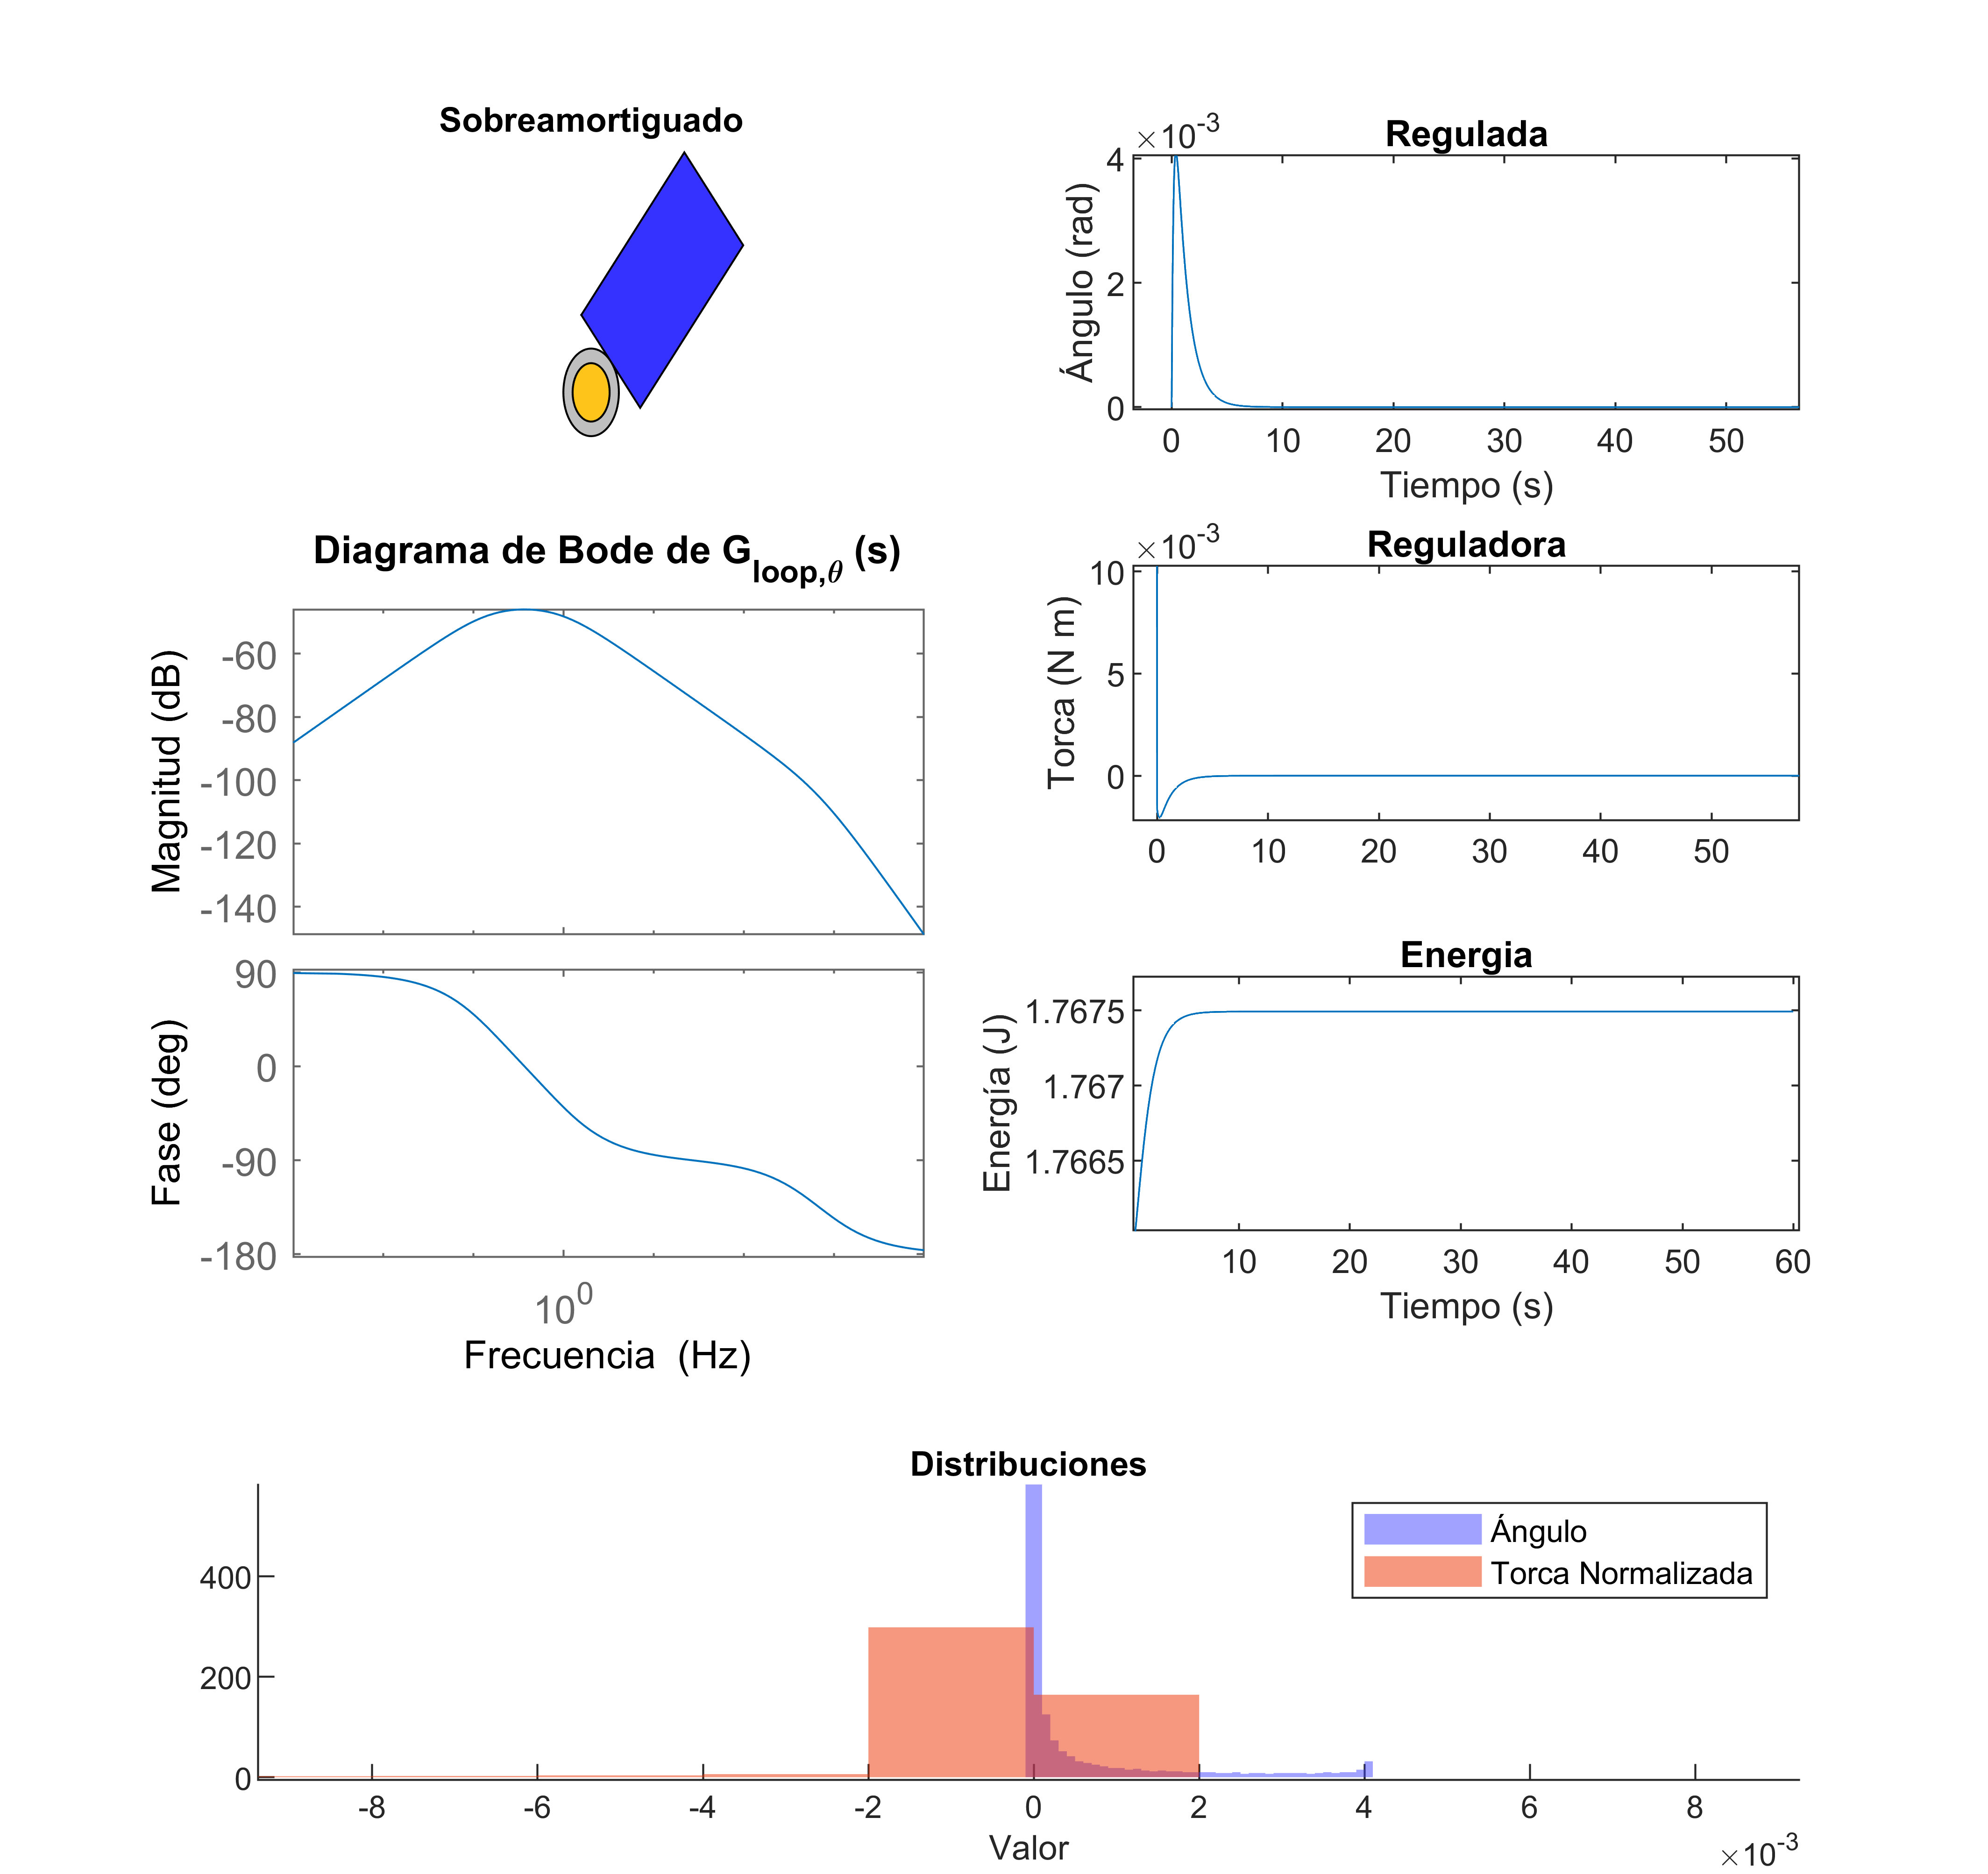 Sobreamortiguado
Regulada
×10-3
4
2
0
Ángulo (rad)
0 10 20 30 40 50
Tiempo (s)
Diagrama de Bode de Gloop,θ (s)
Magnitud (dB)
-60
-80
-100
-120
-140
Fase (deg)
90
0
-90
-180
100
Frecuencia (Hz)
Reguladora
×10-3
10
5
0
Torca (N m)
0 10 20 30 40 50
Energia
Energía (J)
1.7675
1.767
1.7665
10 20 30 40 50 60
Tiempo (s)
Distribuciones
Ángulo
Torca Normalizada
400
200
0
-8 -6 -4 -2 0 2 4 6 8
Valor
×10-3